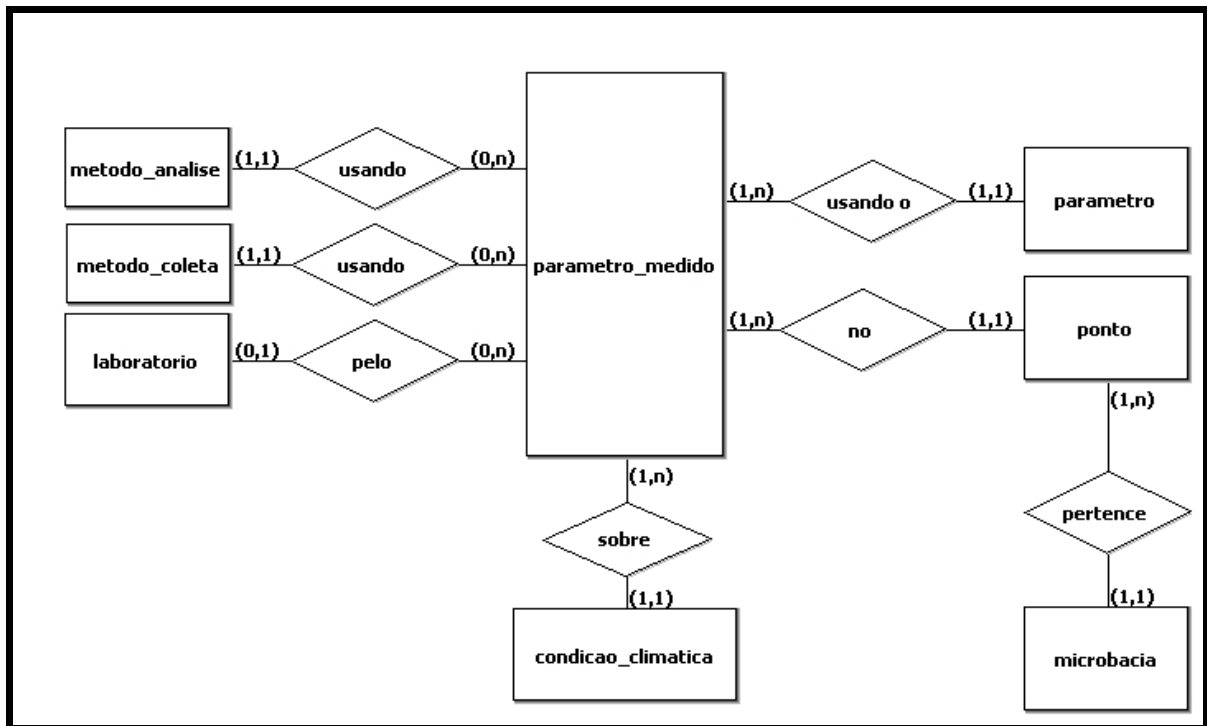 metodo_analise (1,1) usando (0,n)
metodo_coleta (1,1) usando (0,n)
laboratorio (0,1) pelo (0,n)
parametro_medido
(1,n) usando o (1,1) parametro
(1,n) no (1,1) ponto
(1,n)
sobre
(1,1)
condicao_climatica
(1,n)
pertence
(1,1)
microbacia